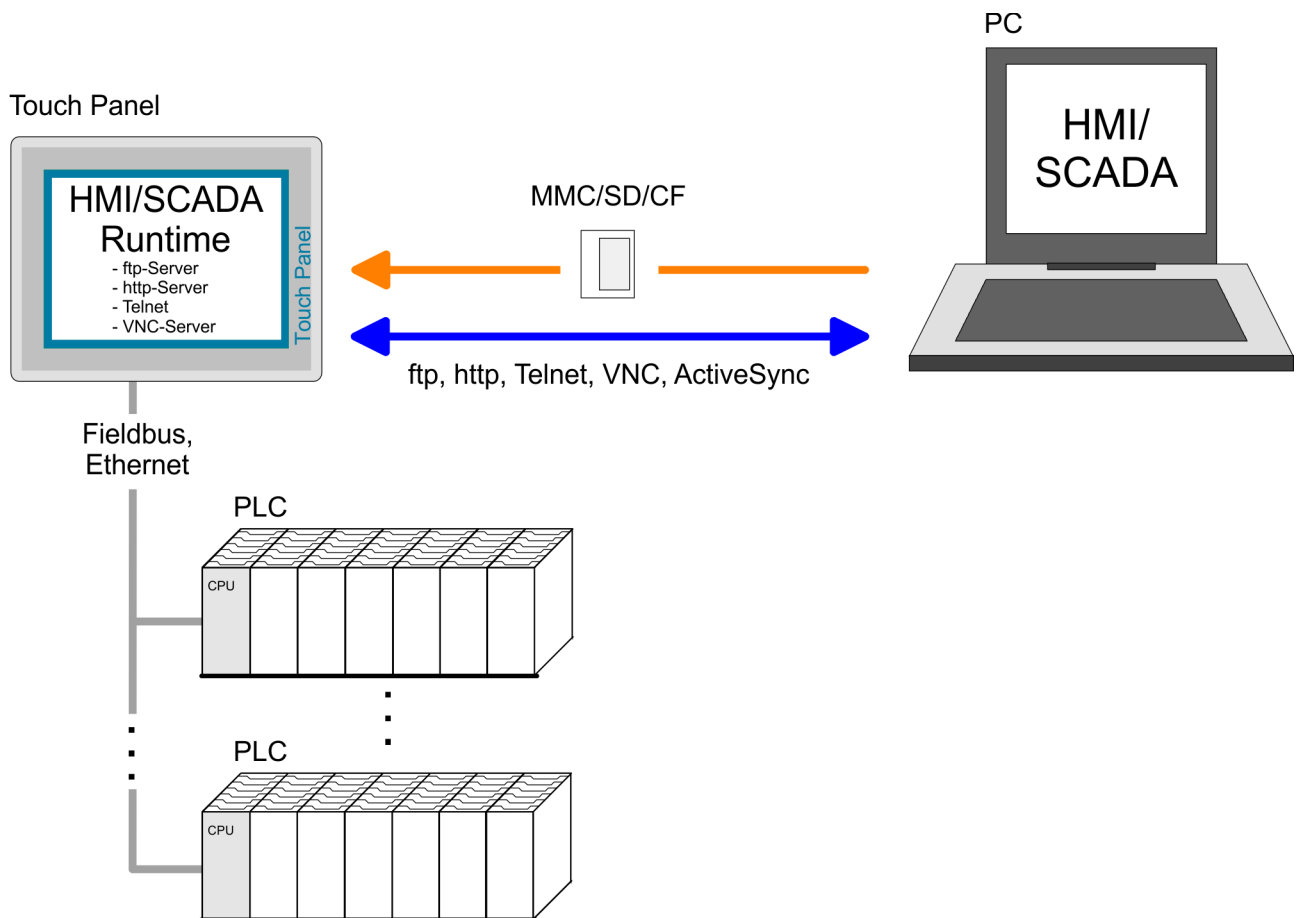 PC
Touch Panel
HMI/SCADA
Runtime
- ftp-Server
- http-Server
- Telnet
- VNC-Server
Touch Panel
MMC/SD/CF
HMI/
SCADA
ftp, http, Telnet, VNC, ActiveSync
Fieldbus,
Ethernet
PLC
CPU
PLC
CPU